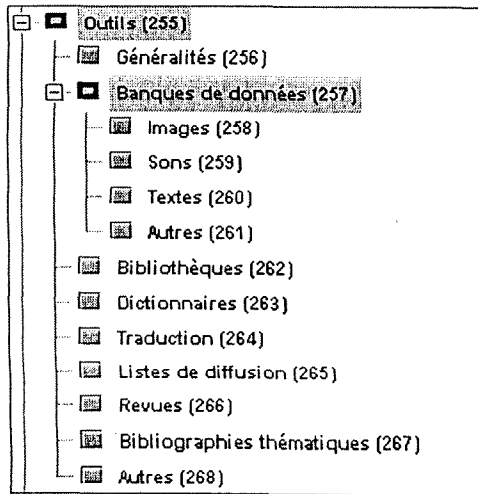 Outils (255)
Généralités (256)
Banques de données (257)
Images (258)
Sons (259)
Textes (260)
Autres (261)
Bibliothèques (262)
Dictionnaires (263)
Traduction (264)
Listes de diffusion (265)
Revues (266)
Bibliographies thématiques (267)
Autres (268)